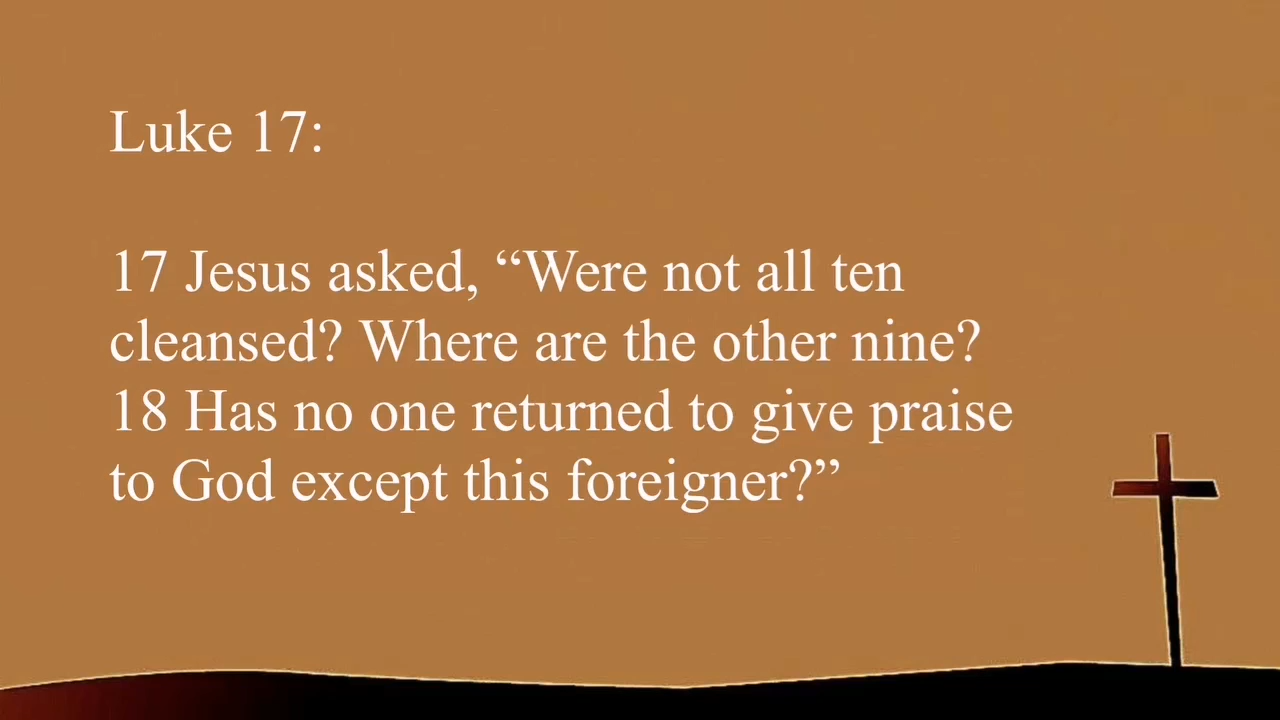 Luke 17:
17 Jesus asked, “Were not all ten
cleansed? Where are the other nine?
18 Has no one returned to give praise
to God except this foreigner?”